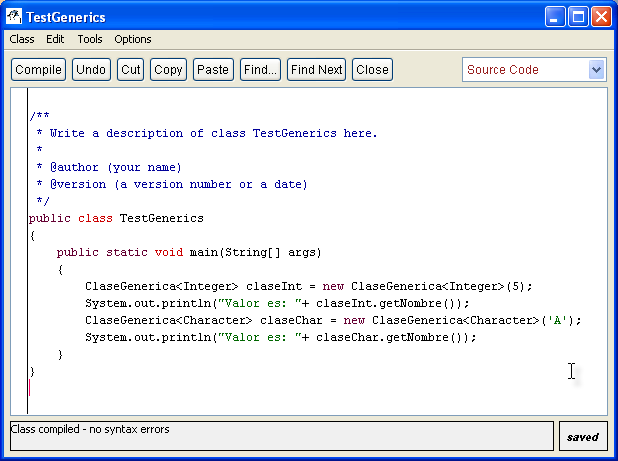 TestGenerics
Class Edit Tools Options
Compile Undo Cut Copy Paste Find... Find Next Close Source Code
/**
 * Write a description of class TestGenerics here.
 *
 * @author (your name)
 * @version (a version number or a date)
 */
public class TestGenerics
{
    public static void main(String[] args)
    {
        ClaseGenerica<Integer> claseInt = new ClaseGenerica<Integer>(5);
        System.out.println("Valor es: "+ claseInt.getNombre());
        ClaseGenerica<Character> claseChar = new ClaseGenerica<Character>('A');
        System.out.println("Valor es: "+ claseChar.getNombre());
    }
}
Class compiled - no syntax errors
saved